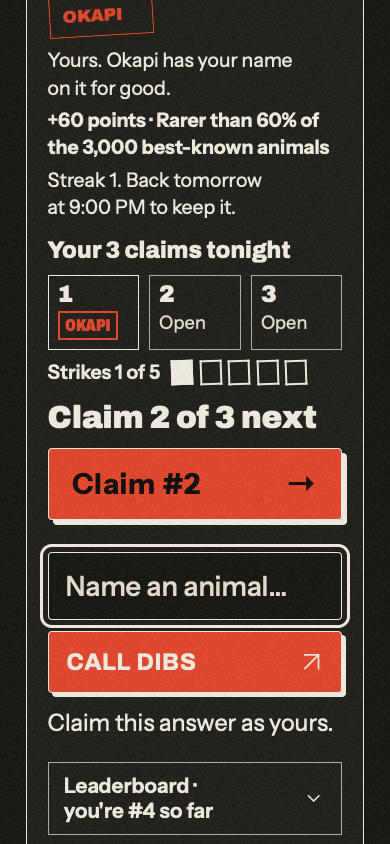 OKAPI
Yours. Okapi has your name
on it for good.
+60 points · Rarer than 60% of
the 3,000 best-known animals
Streak 1. Back tomorrow
at 9:00 PM to keep it.
Your 3 claims tonight
1
OKAPI
2
Open
3
Open
Strikes 1 of 5
Claim 2 of 3 next
Claim #2 →
Name an animal...
CALL DIBS
Claim this answer as yours.
Leaderboard ·
you're #4 so far